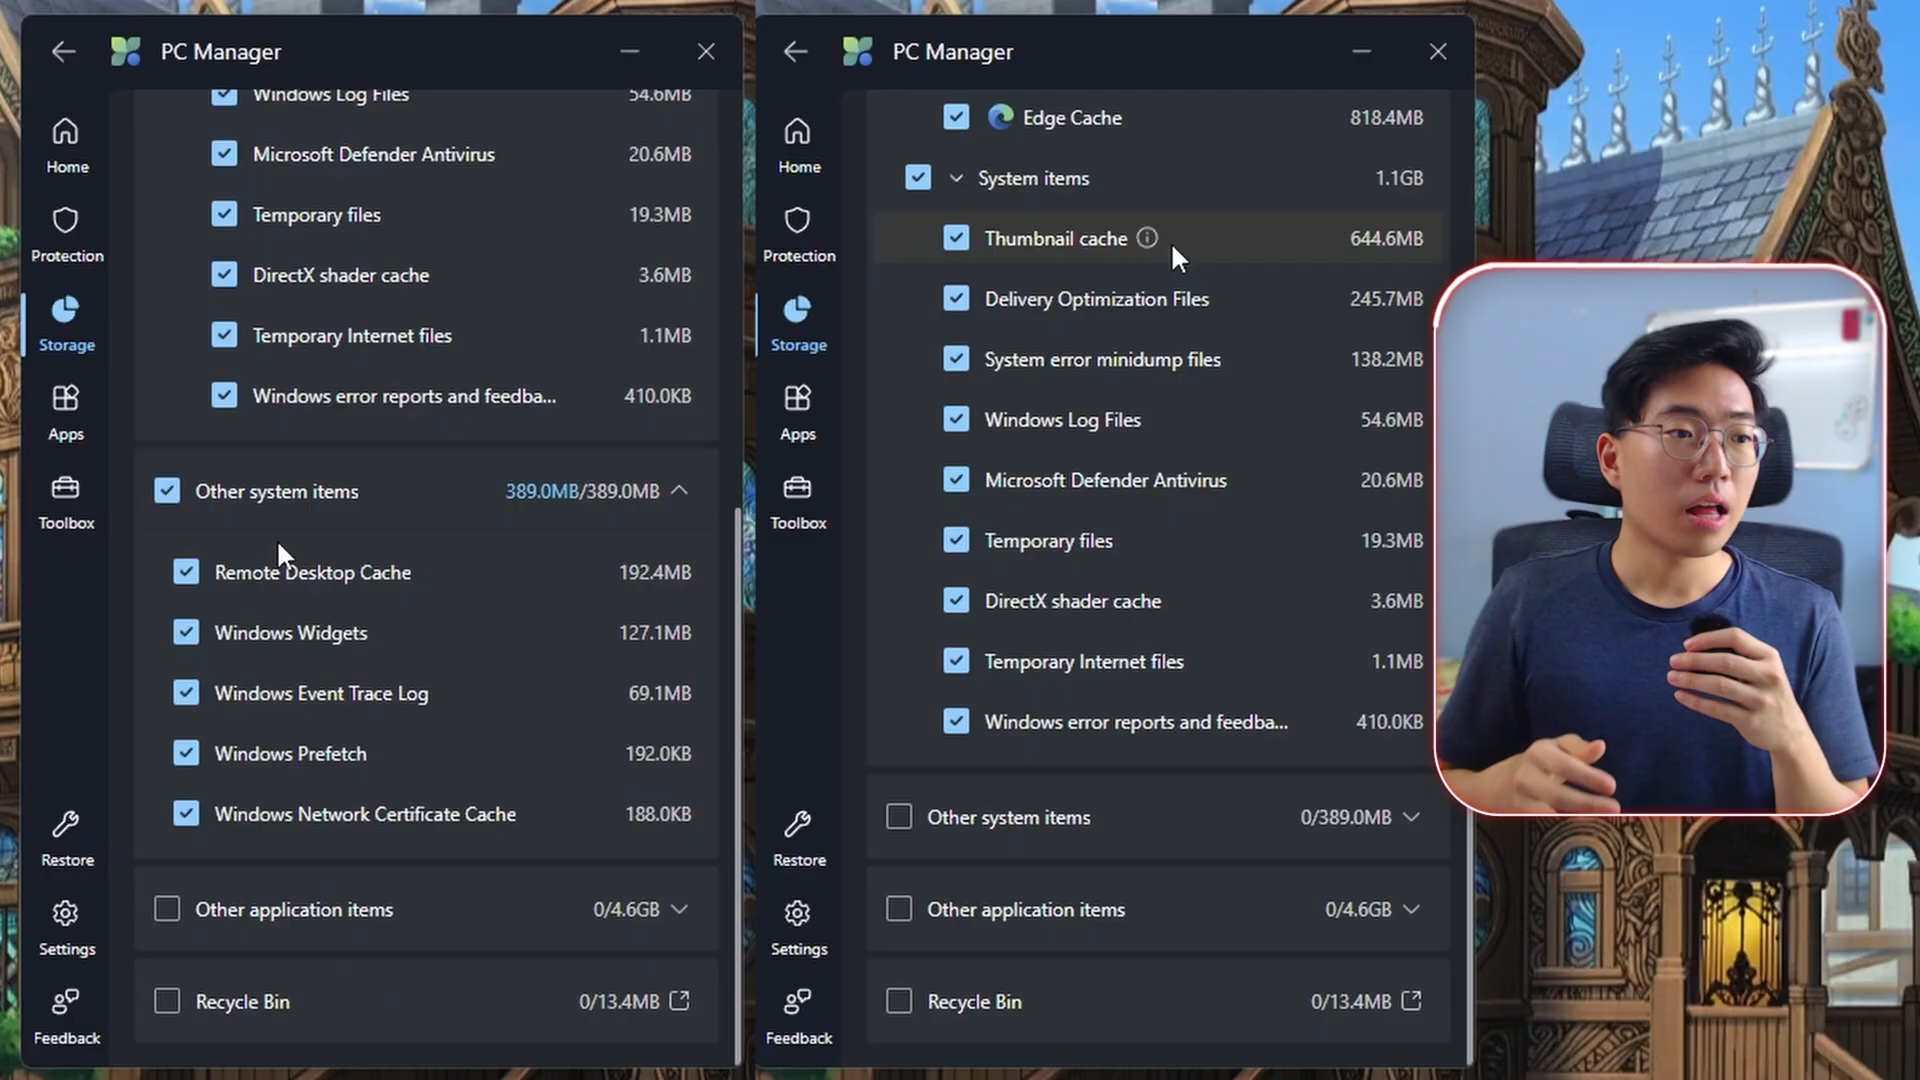 PC Manager
Home
Protection
Storage
Apps
Toolbox
Restore
Settings
Feedback
Windows Log Files 54.6MB
Microsoft Defender Antivirus 20.6MB
Temporary files 19.3MB
DirectX shader cache 3.6MB
Temporary Internet files 1.1MB
Windows error reports and feedba... 410.0KB
Other system items 389.0MB/389.0MB
Remote Desktop Cache 192.4MB
Windows Widgets 127.1MB
Windows Event Trace Log 69.1MB
Windows Prefetch 192.0KB
Windows Network Certificate Cache 188.0KB
Other application items 0/4.6GB
Recycle Bin 0/13.4MB
PC Manager
Home
Protection
Storage
Apps
Toolbox
Restore
Settings
Feedback
Edge Cache 818.4MB
System items 1.1GB
Thumbnail cache 644.6MB
Delivery Optimization Files 245.7MB
System error minidump files 138.2MB
Windows Log Files 54.6MB
Microsoft Defender Antivirus 20.6MB
Temporary files 19.3MB
DirectX shader cache 3.6MB
Temporary Internet files 1.1MB
Windows error reports and feedba... 410.0KB
Other system items 0/389.0MB
Other application items 0/4.6GB
Recycle Bin 0/13.4MB